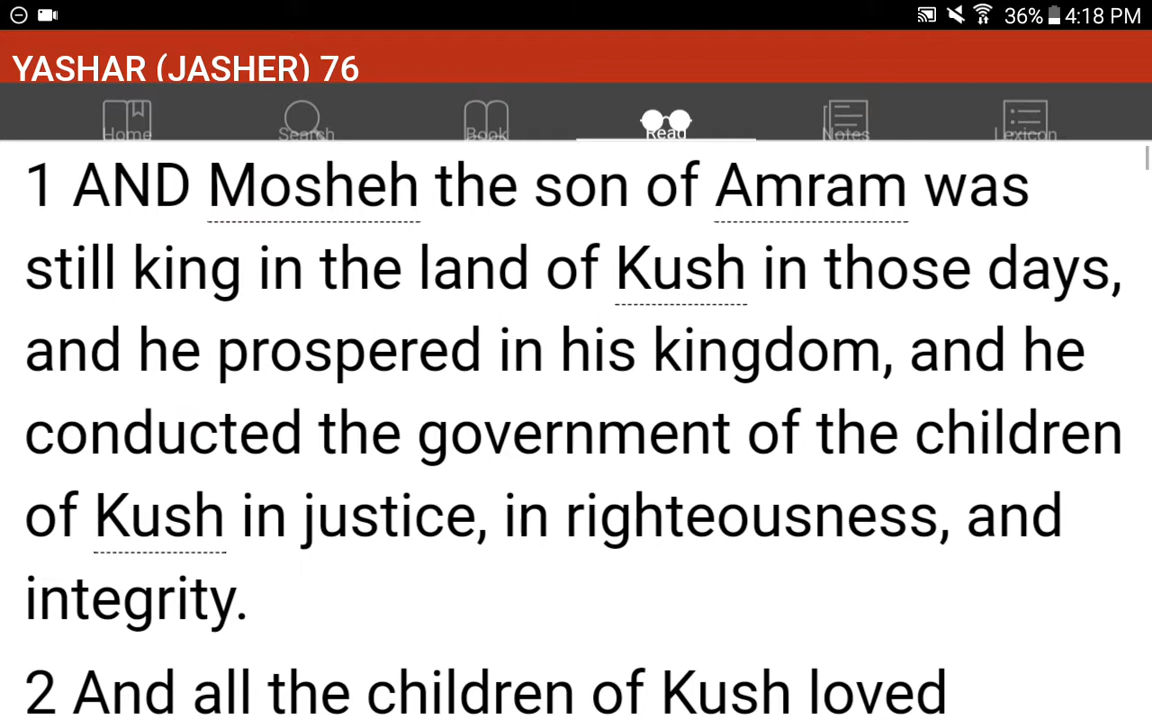 36% 4:18 PM
YASHAR (JASHER) 76
Home Search Book Read Notes Lexicon
1 AND Mosheh the son of Amram was
still king in the land of Kush in those days,
and he prospered in his kingdom, and he
conducted the government of the children
of Kush in justice, in righteousness, and
integrity.
2 And all the children of Kush loved